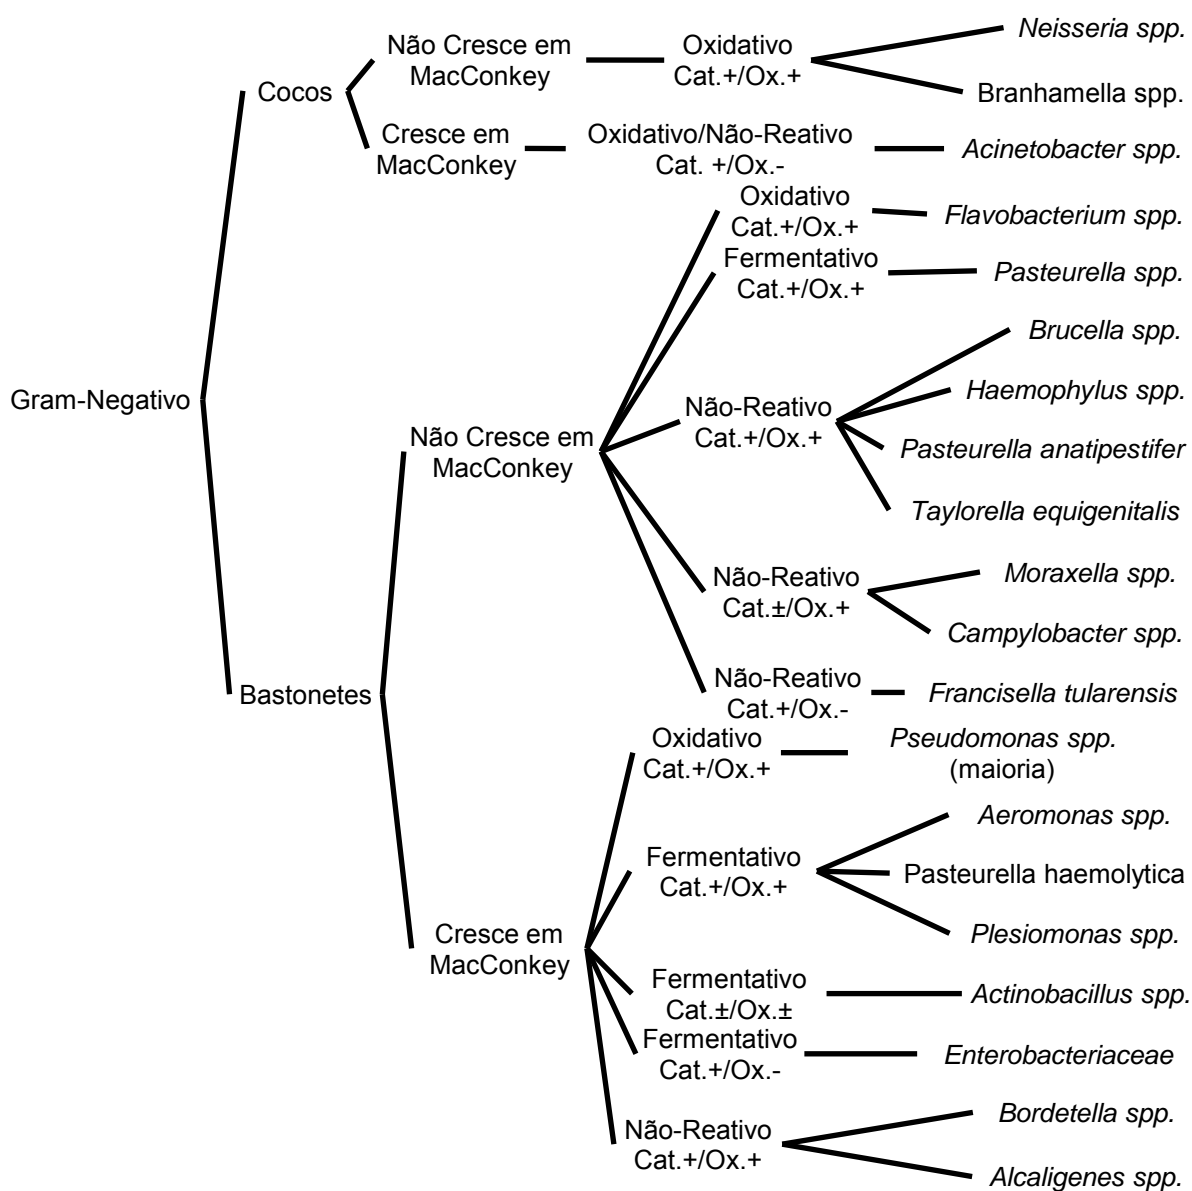 Neisseria spp.
Não Cresce em
MacConkey
Oxidativo
Cat.+/Ox.+
Branhamella spp.
Cocos
Cresce em
MacConkey
Oxidativo/Não-Reativo
Cat. +/Ox.-
Acinetobacter spp.
Oxidativo
Cat.+/Ox.+
Flavobacterium spp.
Fermentativo
Cat.+/Ox.+
Pasteurella spp.
Brucella spp.
Gram-Negativo
Não Cresce em
MacConkey
Não-Reativo
Cat.+/Ox.+
Haemophylus spp.
Pasteurella anatipestifer
Taylorella equigenitalis
Não-Reativo
Cat.±/Ox.+
Moraxella spp.
Campylobacter spp.
Bastonetes
Não-Reativo
Cat.+/Ox.-
Francisella tularensis
Oxidativo
Cat.+/Ox.+
Pseudomonas spp.
(maioria)
Aeromonas spp.
Fermentativo
Cat.+/Ox.+
Pasteurella haemolytica
Plesiomonas spp.
Cresce em
MacConkey
Fermentativo
Cat.±/Ox.±
Actinobacillus spp.
Fermentativo
Cat.+/Ox.-
Enterobacteriaceae
Bordetella spp.
Não-Reativo
Cat.+/Ox.+
Alcaligenes spp.